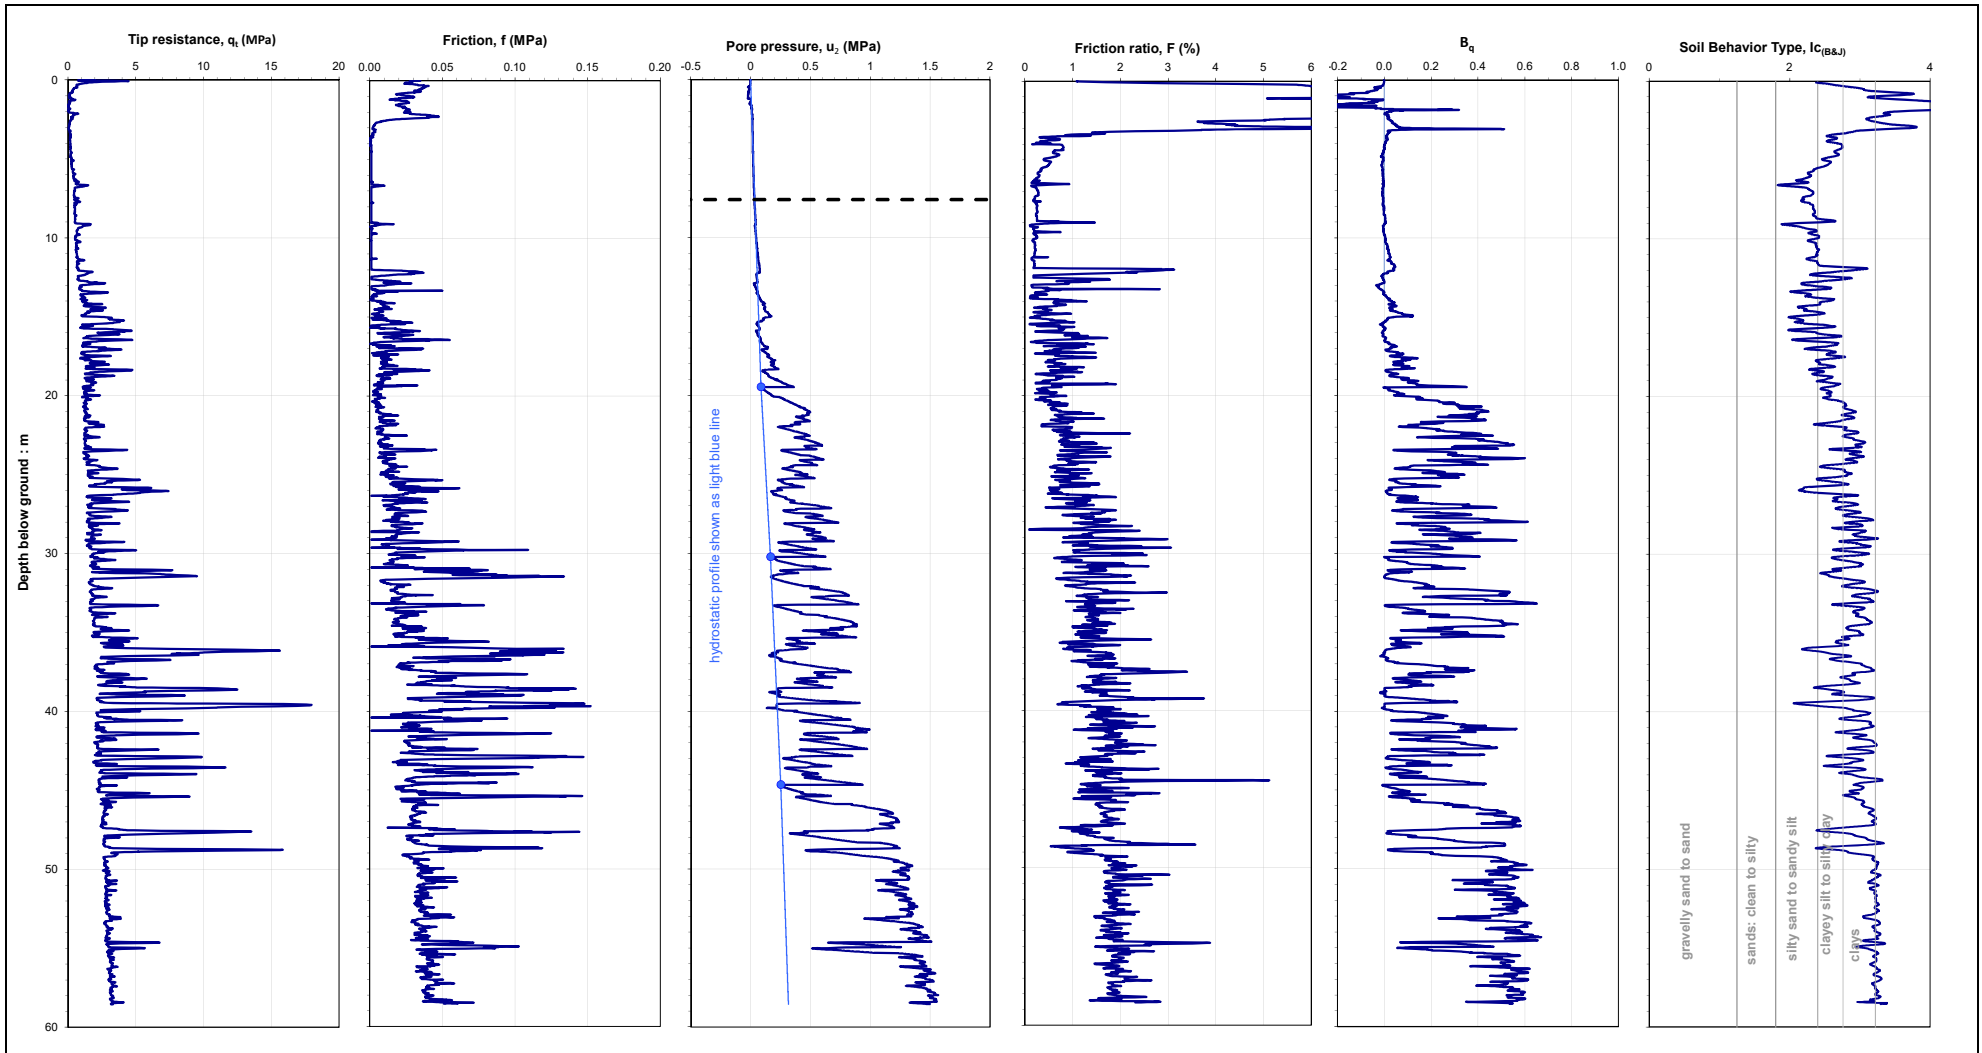 Tip resistance, qt (MPa)
Friction, f (MPa)
Pore pressure, u2 (MPa)
Friction ratio, F (%)
Bq
Soil Behavior Type, Ic(B&J)
0 5 10 15 20
0.00 0.05 0.10 0.15 0.20
-0.5 0 0.5 1 1.5 2
0 1 2 3 4 5 6
-0.2 0.0 0.2 0.4 0.6 0.8 1.0
0 2 4
0
10
20
30
40
50
60
Depth below ground : m
hydrostatic profile shown as light blue line
gravelly sand to sand
sands: clean to silty
silty sand to sandy silt
clayey silt to silty clay
clays